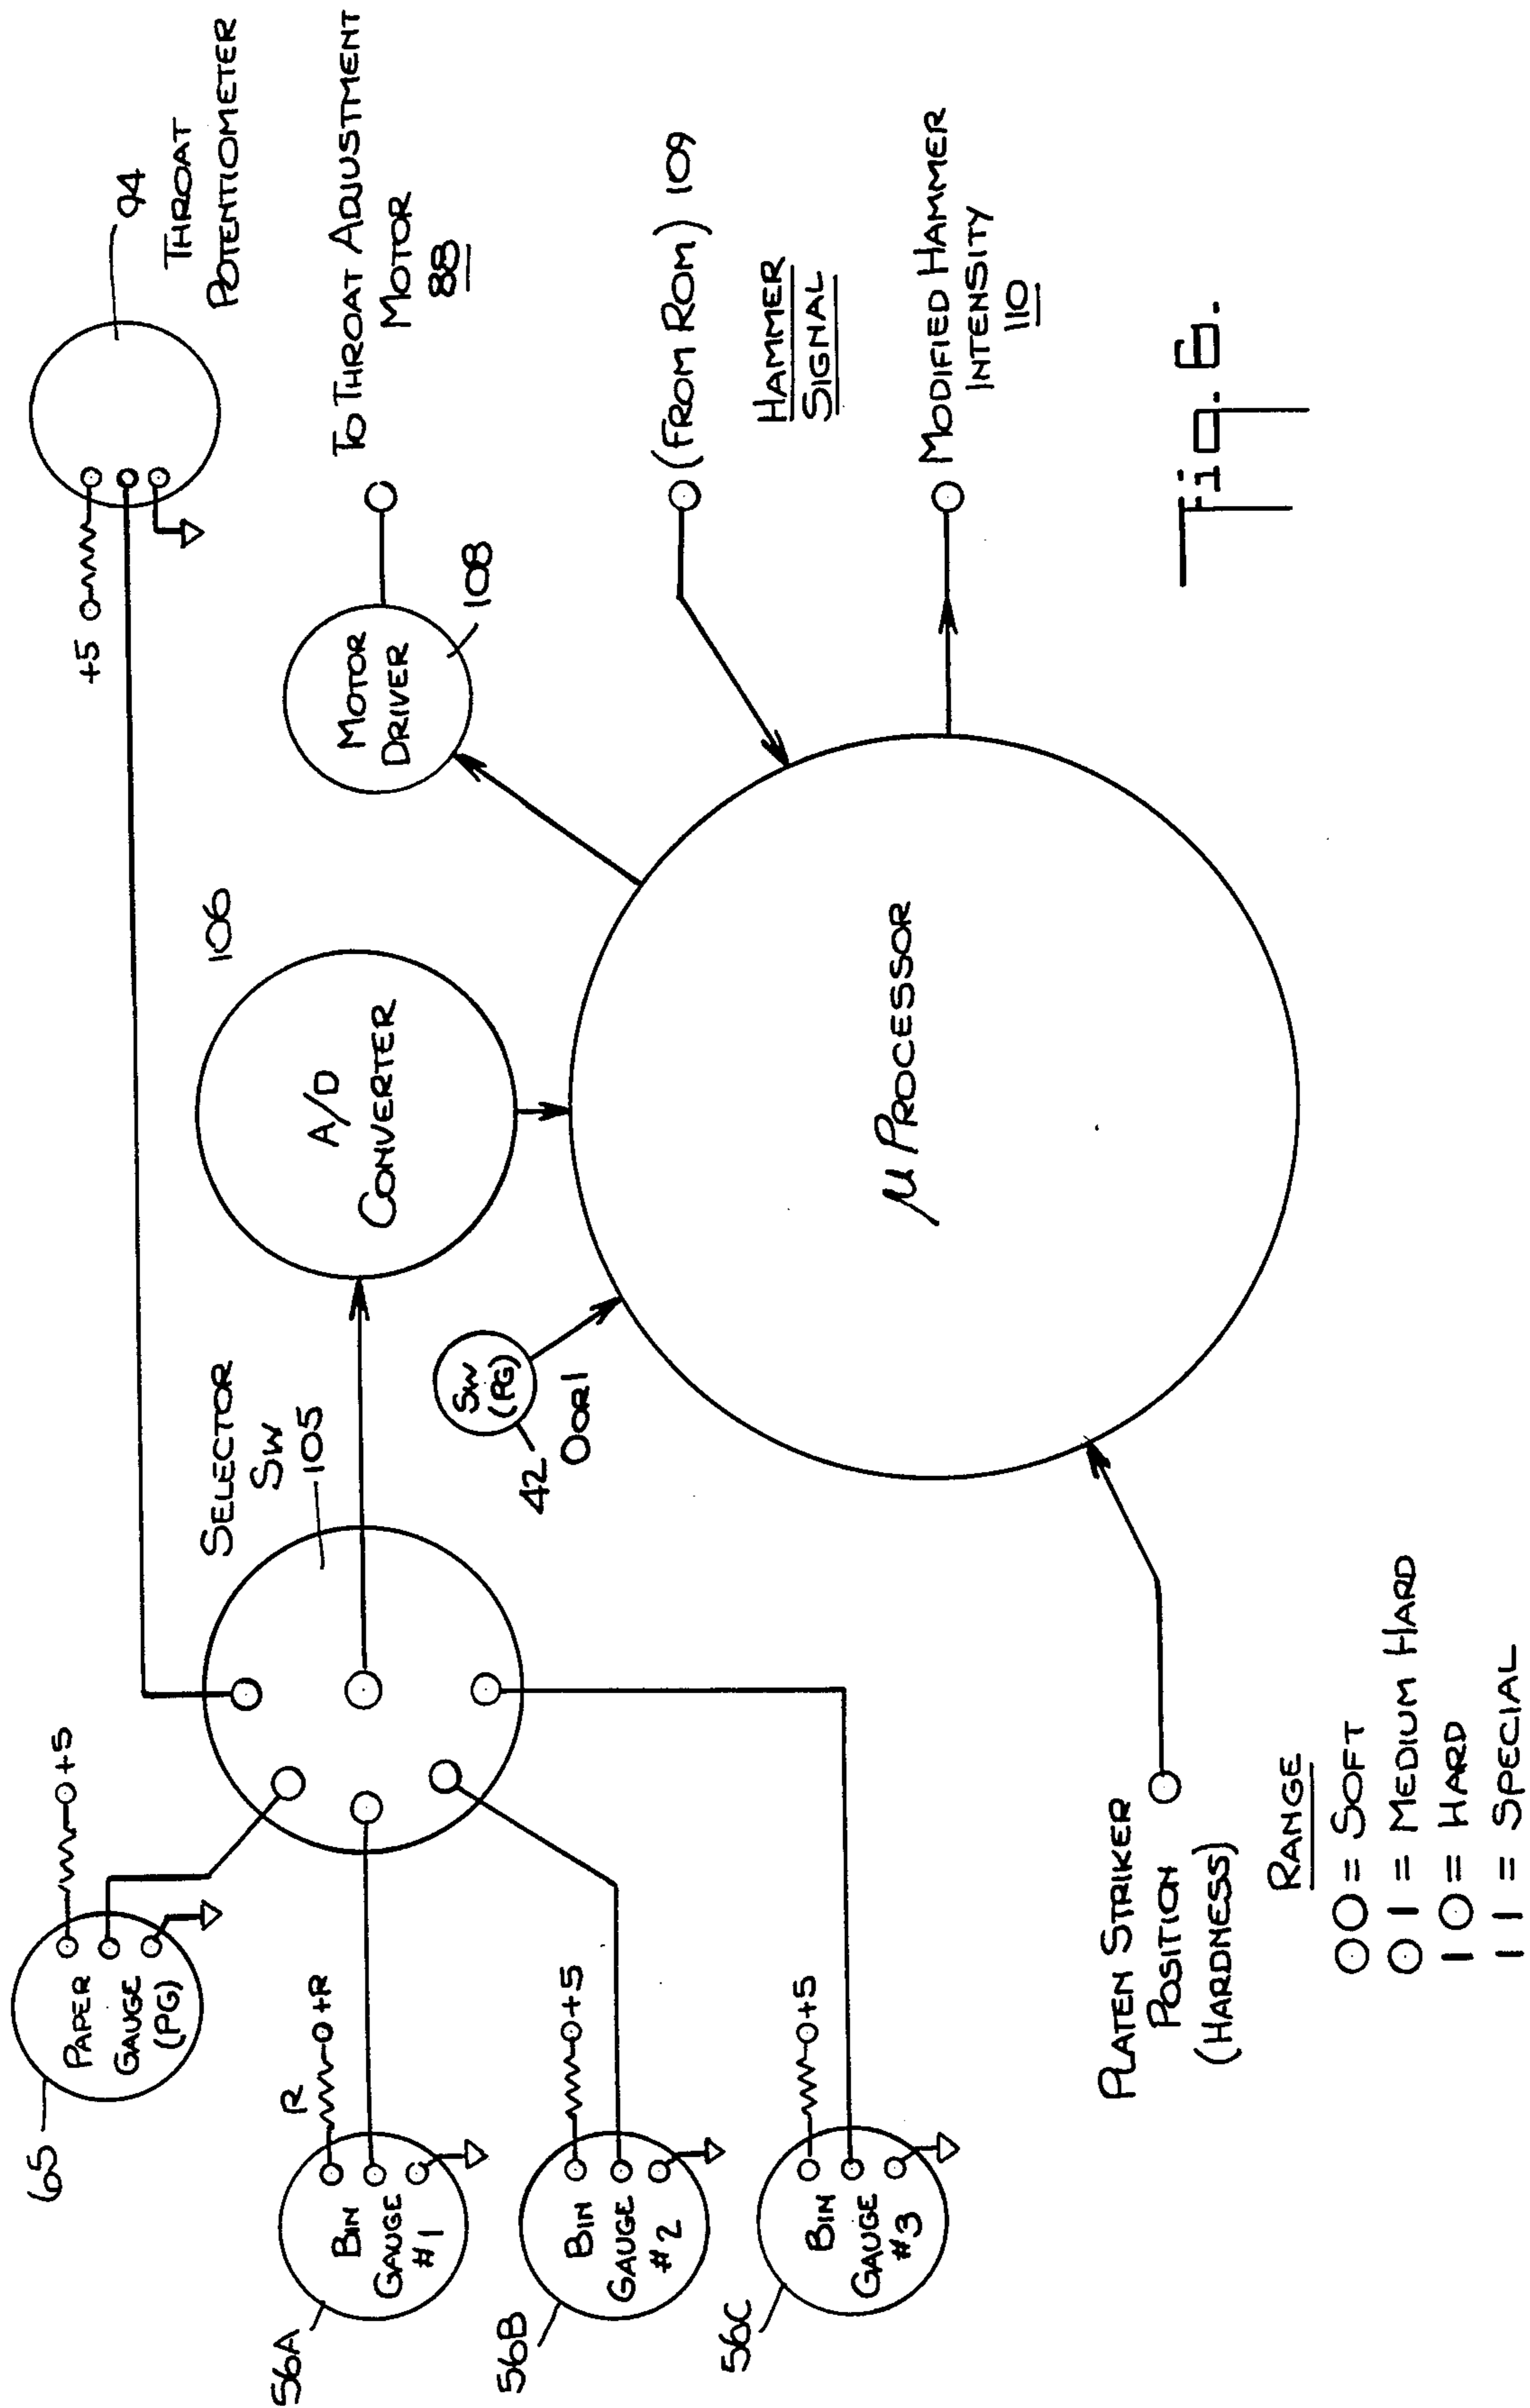 65
PAPER
GAUGE
(PG)
+5
56A
BIN
GAUGE
#1
R
+R
56B
BIN
GAUGE
#2
+5
56C
BIN
GAUGE
#3
+5
SELECTOR
SW
105
A/D
CONVERTER
106
SW
(PG)
42
0 OR 1
+5
94
THROAT
POTENTIOMETER
MOTOR
DRIVER
108
TO THROAT ADJUSTMENT
MOTOR
88
(FROM ROM) 109
HAMMER
SIGNAL
MODIFIED HAMMER
INTENSITY
110
µ PROCESSOR
PLATEN STRIKER
POSITION
(HARDNESS)
RANGE
00 = SOFT
01 = MEDIUM HARD
10 = HARD
11 = SPECIAL
Fig. 6.